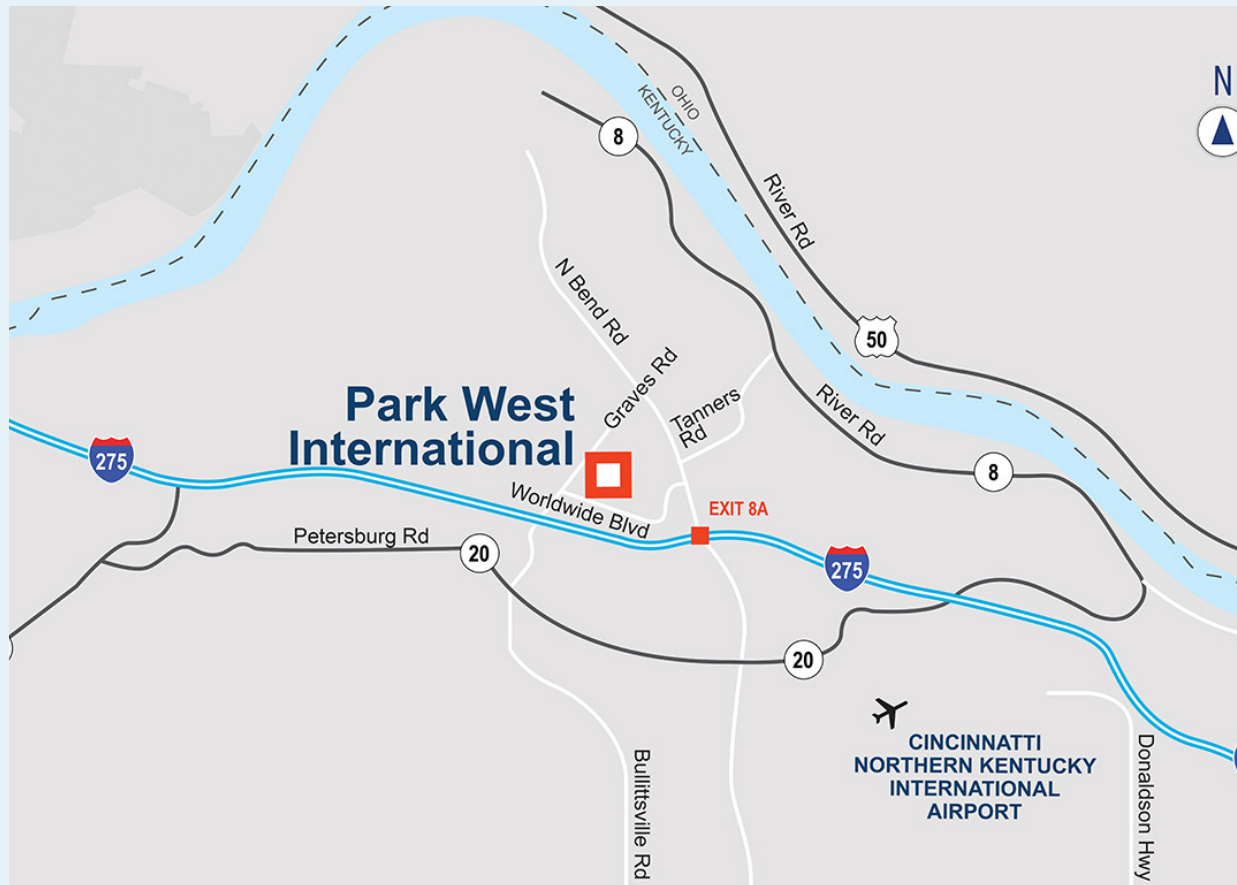 N
OHIO
KENTUCKY
8
River Rd
N Bend Rd
50
Graves Rd
Tanners
Rd
River Rd
Park West
International
275
8
Worldwide Blvd
EXIT 8A
Petersburg Rd
20
275
20
CINCINNATTI
NORTHERN KENTUCKY
INTERNATIONAL
AIRPORT
Bullittsville Rd
Donaldson Hwy